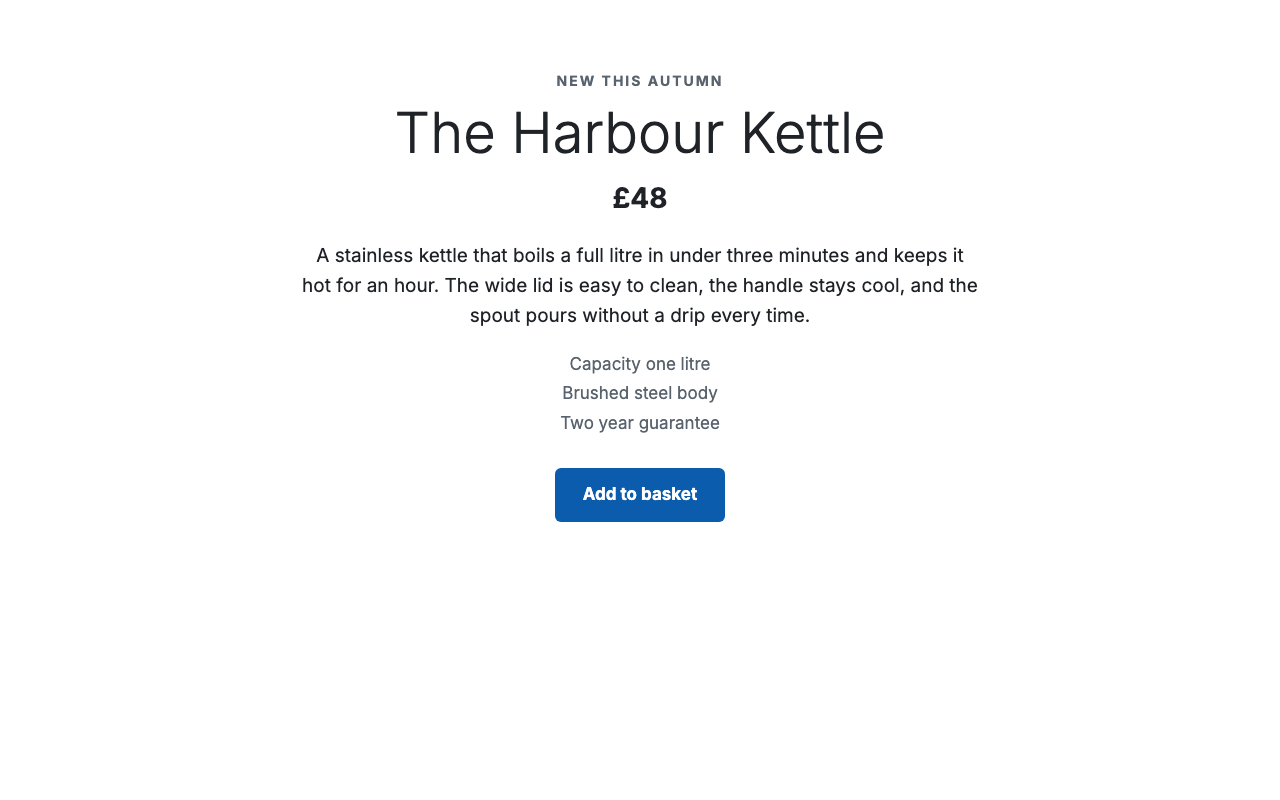 NEW THIS AUTUMN
The Harbour Kettle
£48
A stainless kettle that boils a full litre in under three minutes and keeps it
hot for an hour. The wide lid is easy to clean, the handle stays cool, and the
spout pours without a drip every time.
Capacity one litre
Brushed steel body
Two year guarantee
Add to basket